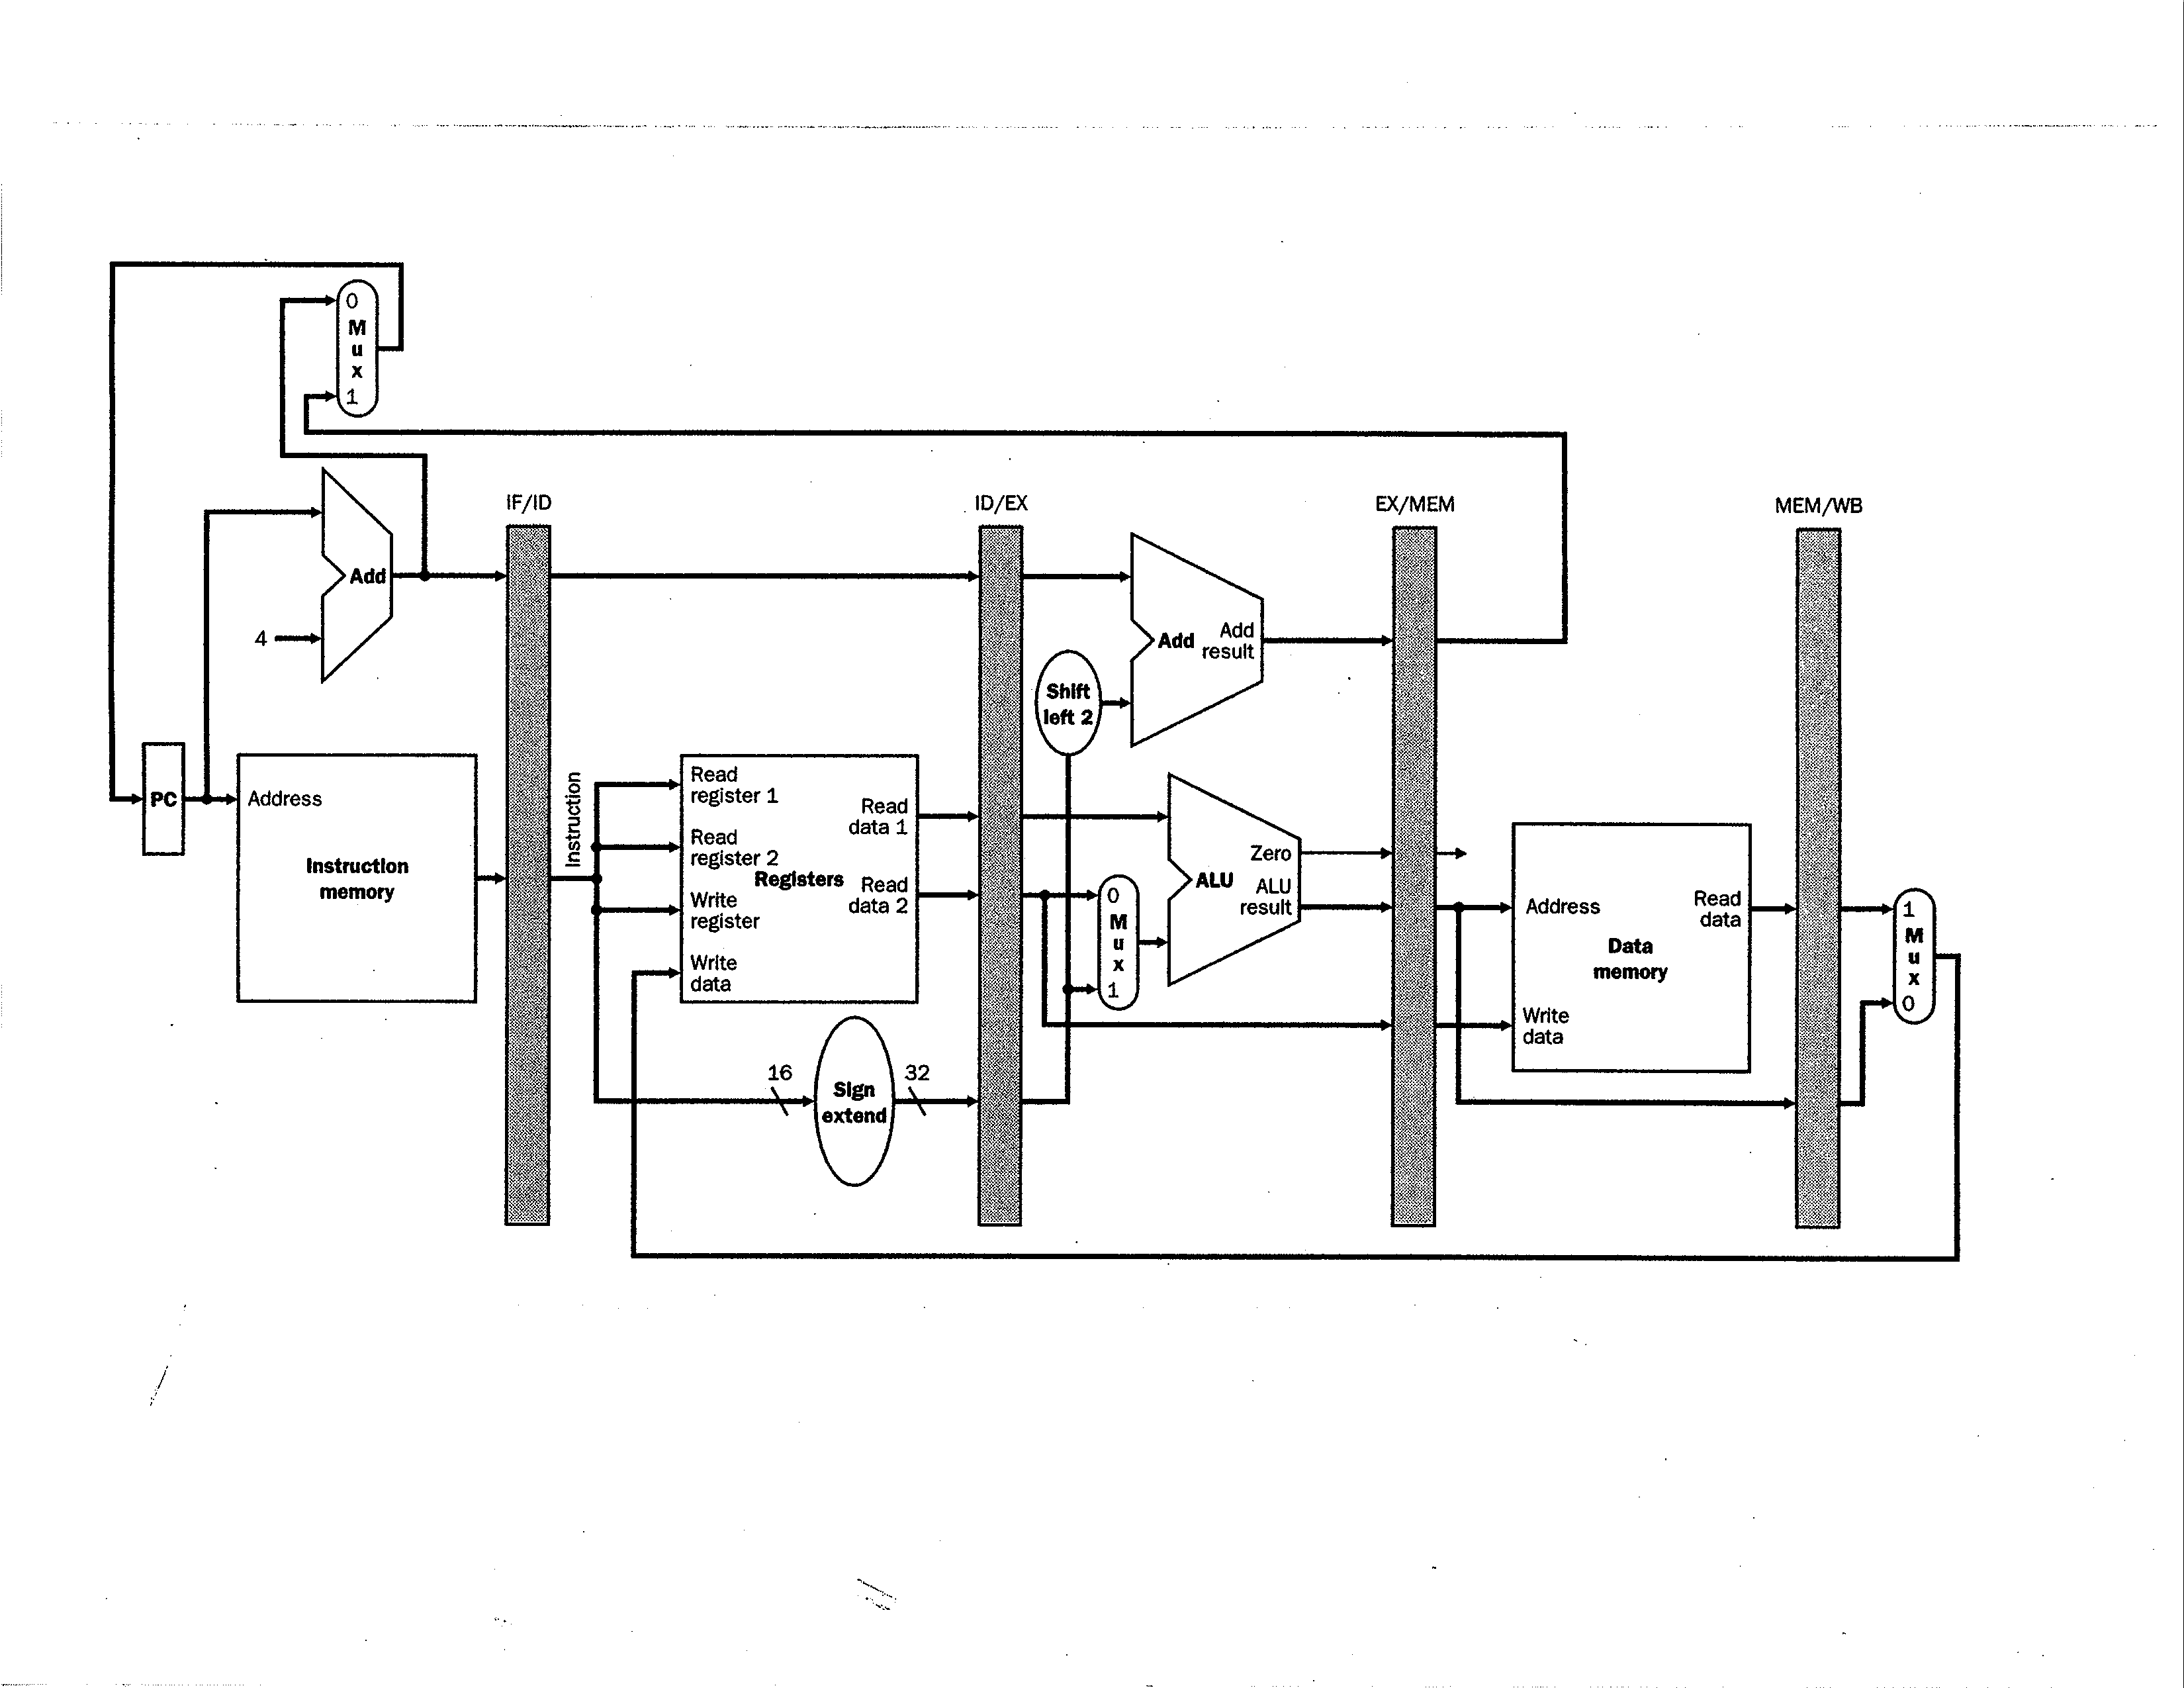 0
M
u
x
1
IF/ID
ID/EX
EX/MEM
MEM/WB
Add
4
Add
Add
result
Shift
left 2
PC
Address
Instruction
memory
Instruction
Read
register 1
Read
register 2
Write
register
Write
data
Registers
Read
data 1
Read
data 2
16
Sign
extend
32
0
M
u
x
1
Zero
ALU
ALU
result
Address
Read
data
Data
memory
Write
data
1
M
u
x
0